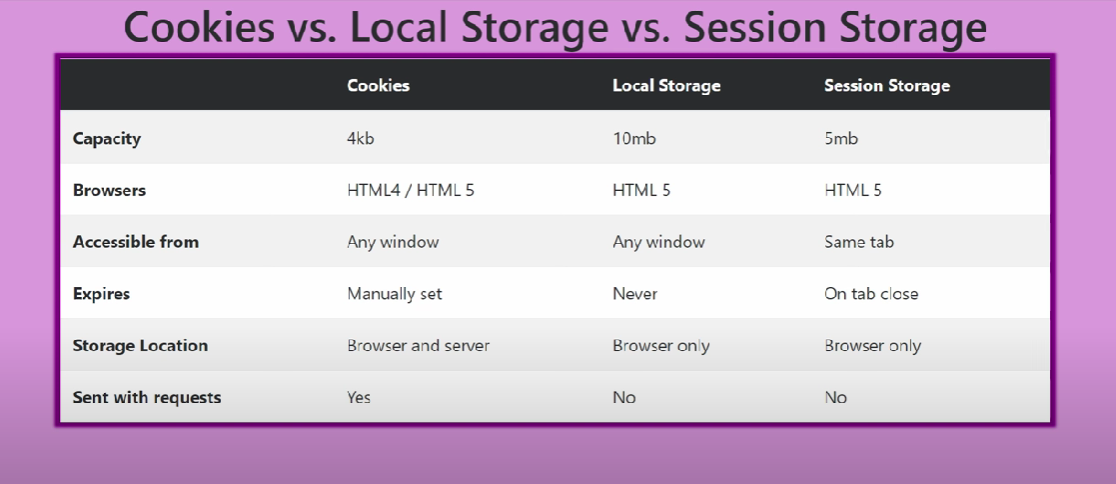 Cookies vs. Local Storage vs. Session Storage
Cookies Local Storage Session Storage
Capacity 4kb 10mb 5mb
Browsers HTML4 / HTML 5 HTML 5 HTML 5
Accessible from Any window Any window Same tab
Expires Manually set Never On tab close
Storage Location Browser and server Browser only Browser only
Sent with requests Yes No No